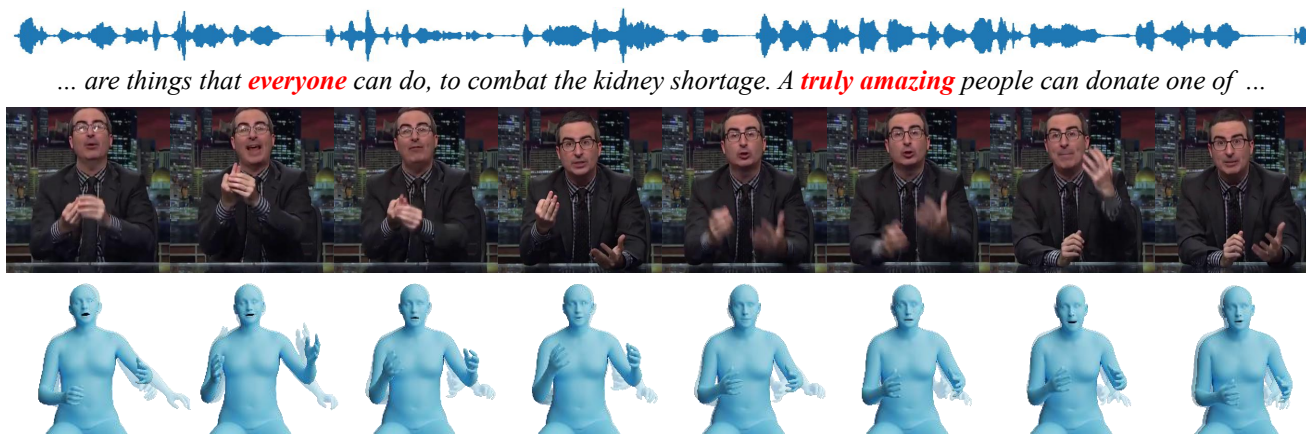 ... are things that everyone can do, to combat the kidney shortage. A truly amazing people can donate one of ...